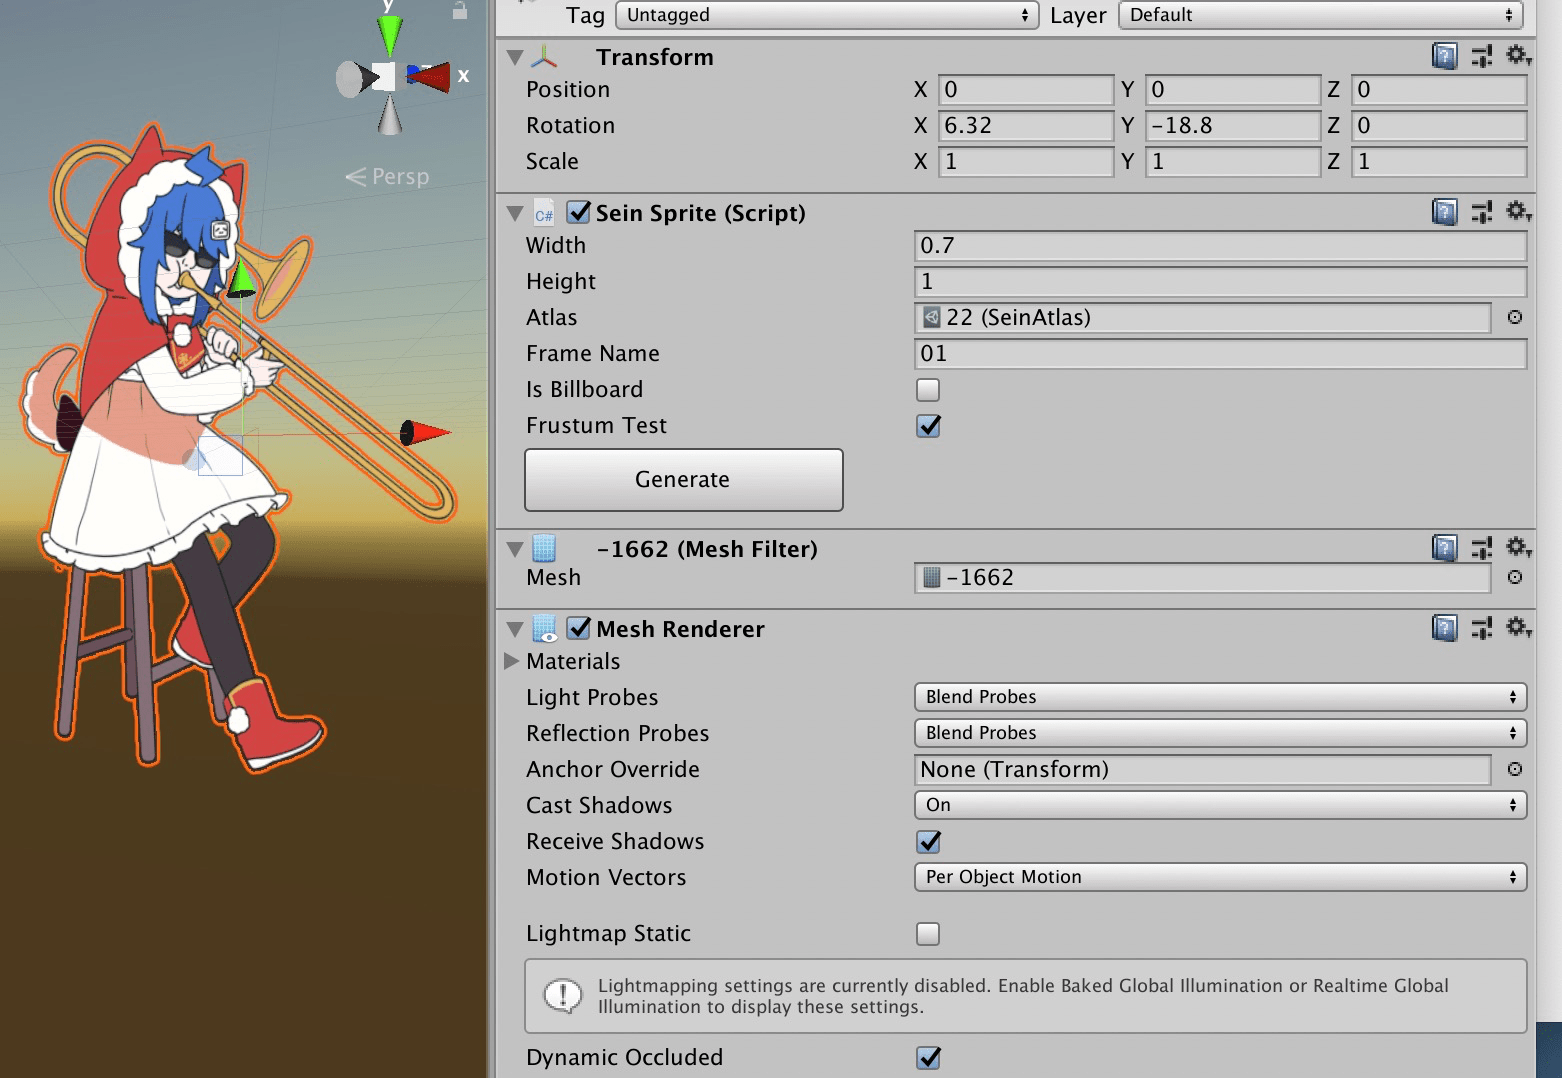 Tag Untagged Layer Default
y
x
Persp
Transform
Position X 0 Y 0 Z 0
Rotation X 6.32 Y -18.8 Z 0
Scale X 1 Y 1 Z 1
C# Sein Sprite (Script)
Width 0.7
Height 1
Atlas 22 (SeinAtlas)
Frame Name 01
Is Billboard
Frustum Test
Generate
-1662 (Mesh Filter)
Mesh -1662
Mesh Renderer
Materials
Light Probes Blend Probes
Reflection Probes Blend Probes
Anchor Override None (Transform)
Cast Shadows On
Receive Shadows
Motion Vectors Per Object Motion
Lightmap Static
Lightmapping settings are currently disabled. Enable Baked Global Illumination or Realtime Global
Illumination to display these settings.
Dynamic Occluded